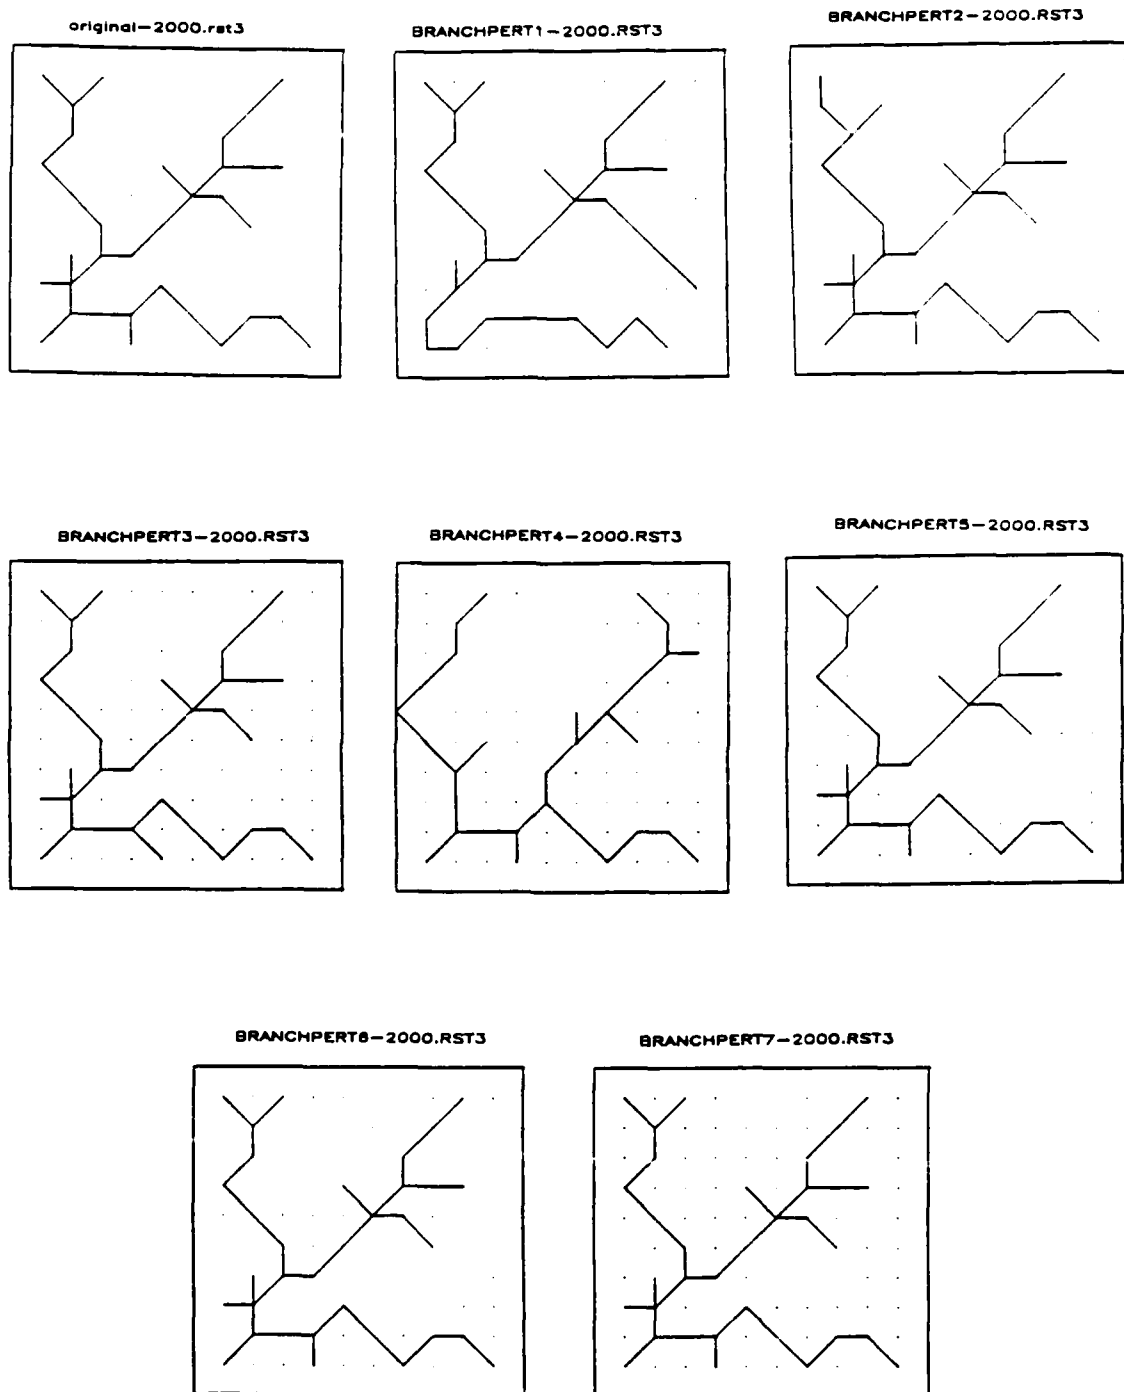 original-2000.rst3
BRANCHPERT1-2000.RST3
BRANCHPERT2-2000.RST3
BRANCHPERT3-2000.RST3
BRANCHPERT4-2000.RST3
BRANCHPERT5-2000.RST3
BRANCHPERT6-2000.RST3
BRANCHPERT7-2000.RST3